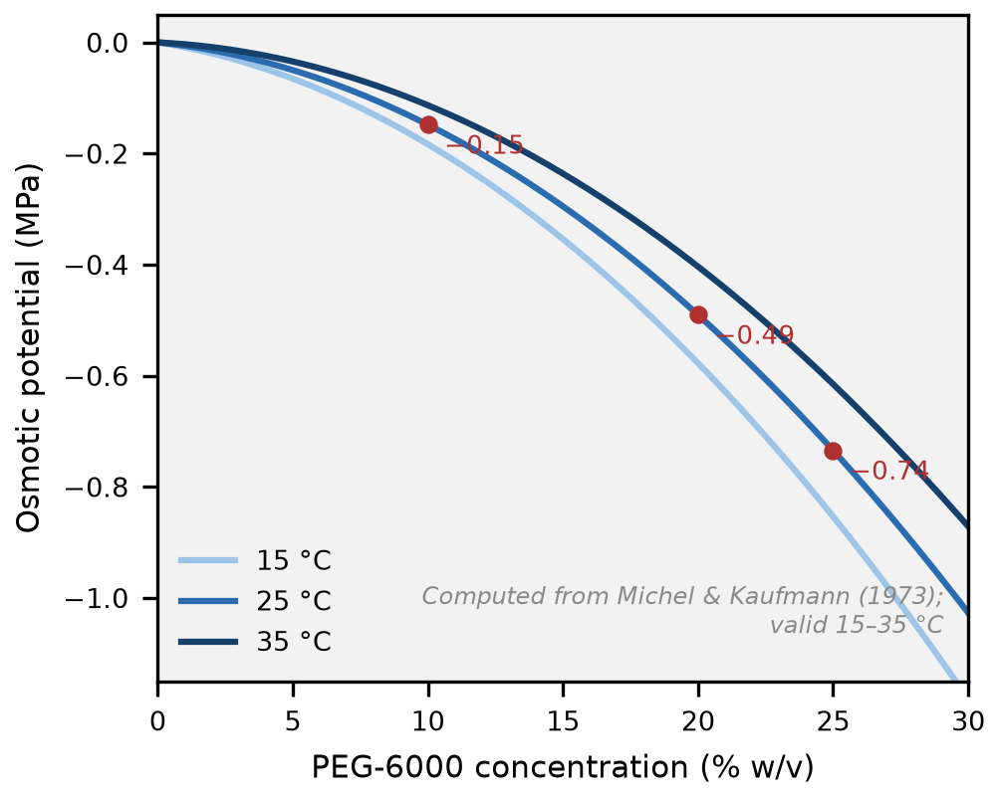 0.0
−0.2
−0.4
−0.6
−0.8
−1.0
Osmotic potential (MPa)
−0.15
−0.49
−0.74
15 °C
25 °C
35 °C
Computed from Michel & Kaufmann (1973);
valid 15–35 °C
0 5 10 15 20 25 30
PEG-6000 concentration (% w/v)